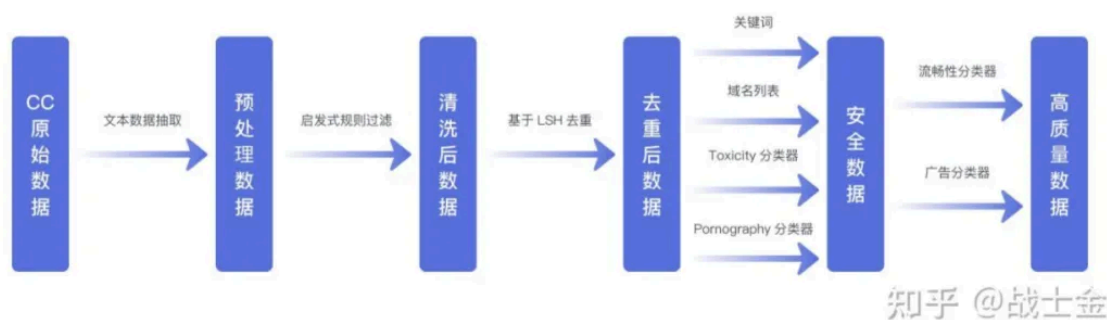 CC原始数据
文本数据抽取
预处理数据
启发式规则过滤
清洗后数据
基于 LSH 去重
去重后数据
关键词
域名列表
Toxicity 分类器
Pornography 分类器
安全数据
流畅性分类器
广告分类器
高质量数据
知乎 @战士金